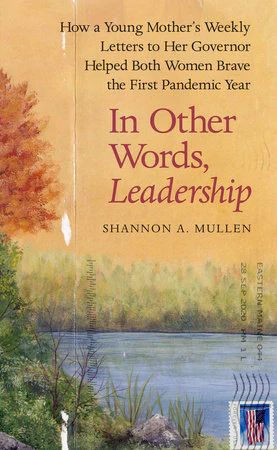 How a Young Mother's Weekly
Letters to Her Governor
Helped Both Women Brave
the First Pandemic Year
In Other
Words,
Leadership
SHANNON A. MULLEN
EASTERN MAINE 044
28 SEP 2020 PM 1 L